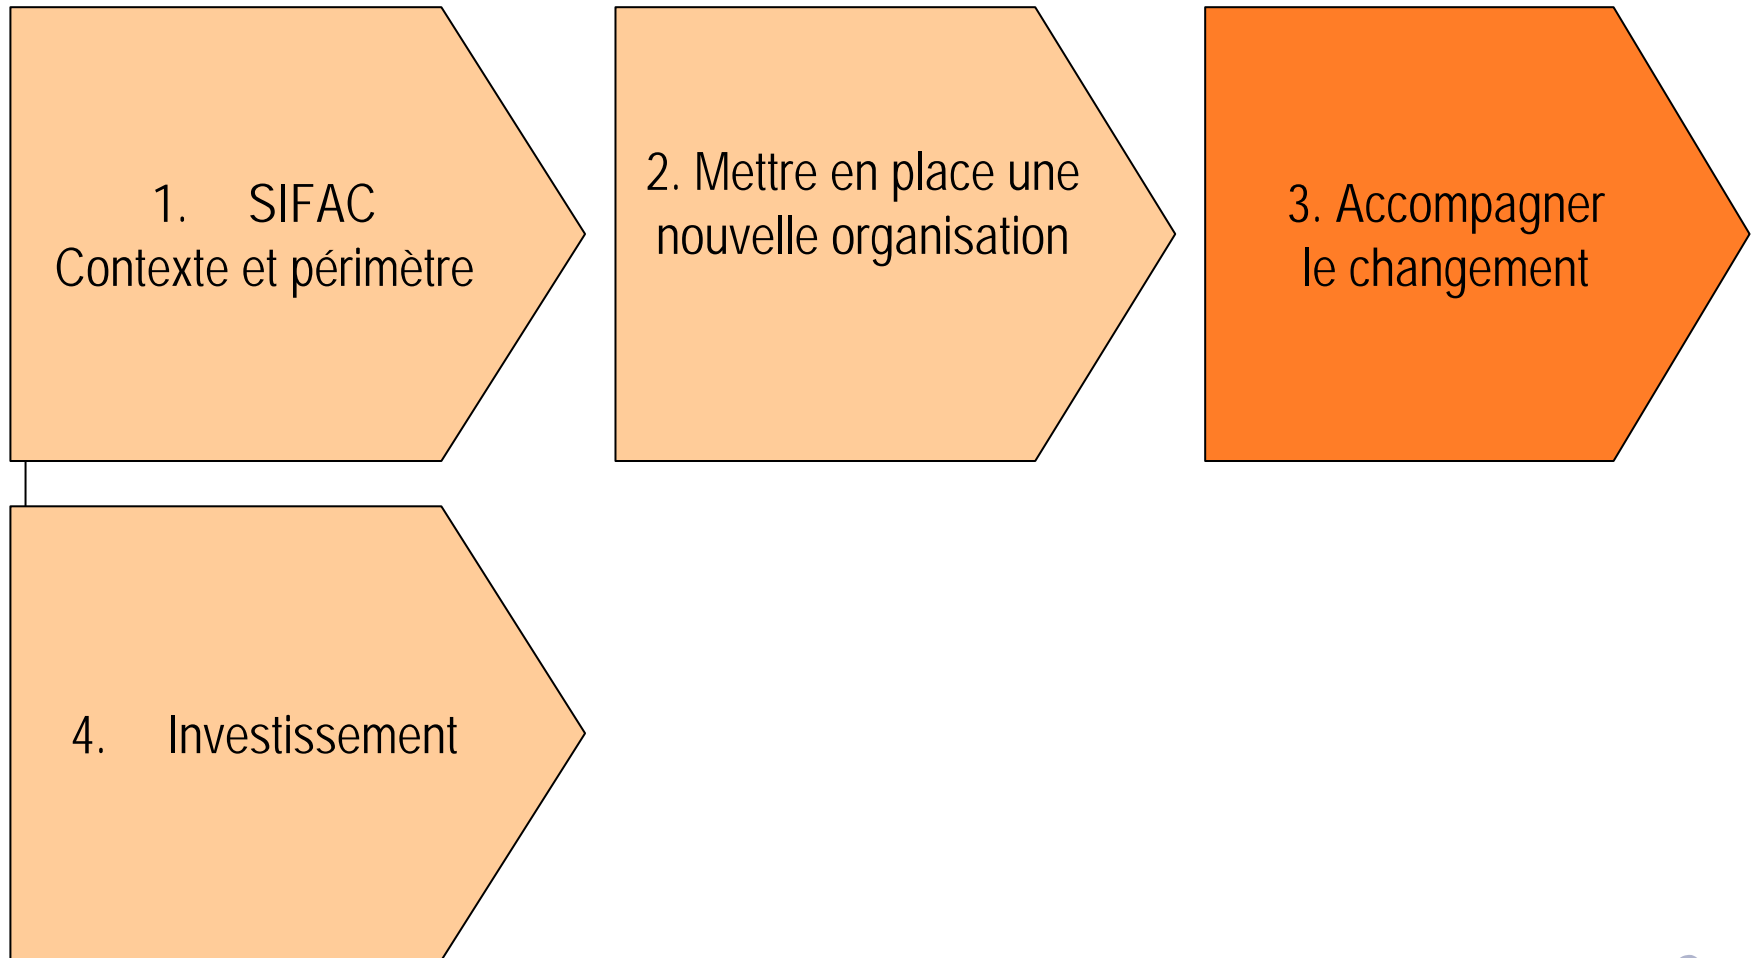 1. SIFAC
Contexte et périmètre
2. Mettre en place une
nouvelle organisation
3. Accompagner
le changement
4. Investissement